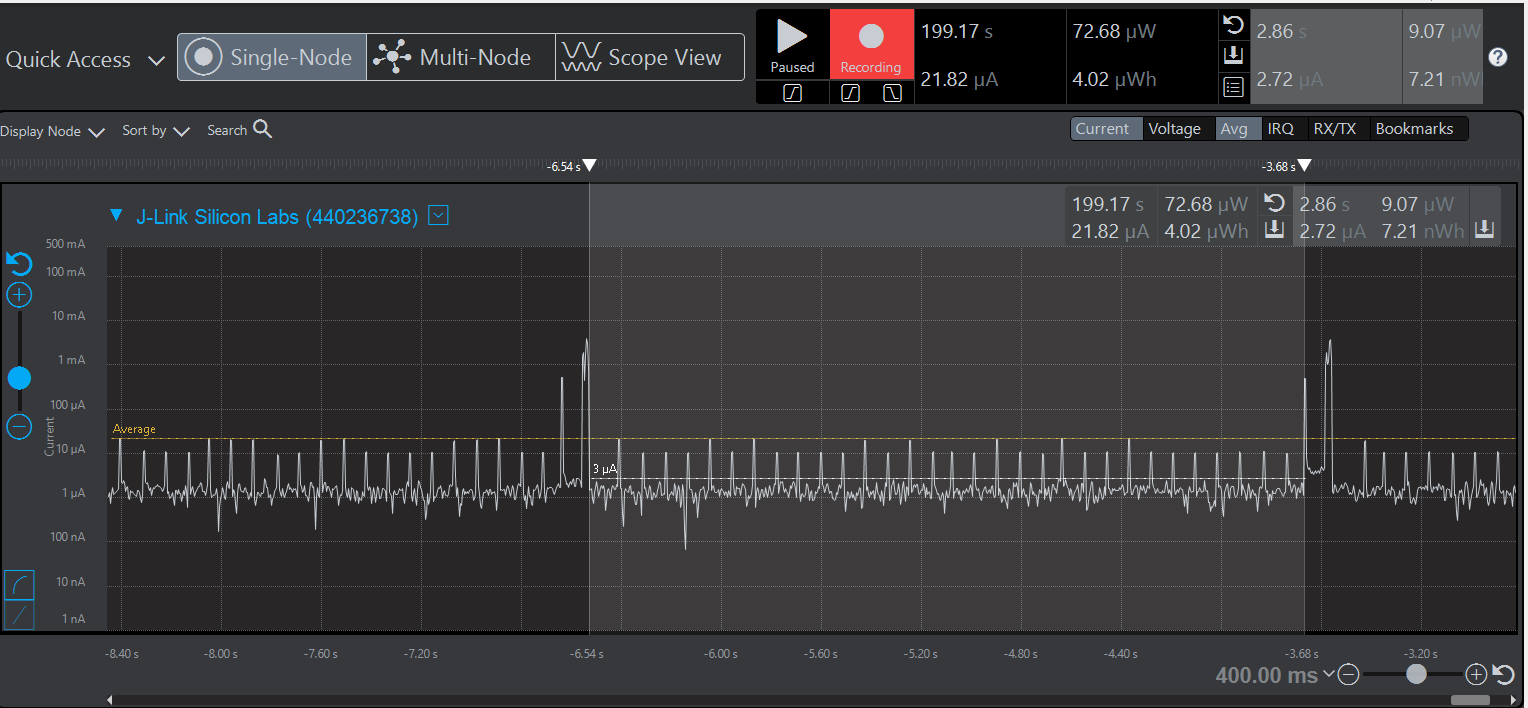 Quick Access Single-Node Multi-Node Scope View
Paused Recording
199.17 s 72.68 µW
21.82 µA 4.02 µWh
2.86 s 9.07 µW
2.72 µA 7.21 nW
?
Display Node Sort by Search
Current Voltage Avg IRQ RX/TX Bookmarks
-6.54 s -3.68 s
J-Link Silicon Labs (440236738)
199.17 s 72.68 µW 2.86 s 9.07 µW
21.82 µA 4.02 µWh 2.72 µA 7.21 nWh
500 mA
100 mA
10 mA
1 mA
100 µA
10 µA
1 µA
100 nA
10 nA
1 nA
Current
Average
3 µA
-8.40 s -8.00 s -7.60 s -7.20 s -6.54 s -6.00 s -5.60 s -5.20 s -4.80 s -4.40 s -3.68 s -3.20 s
400.00 ms